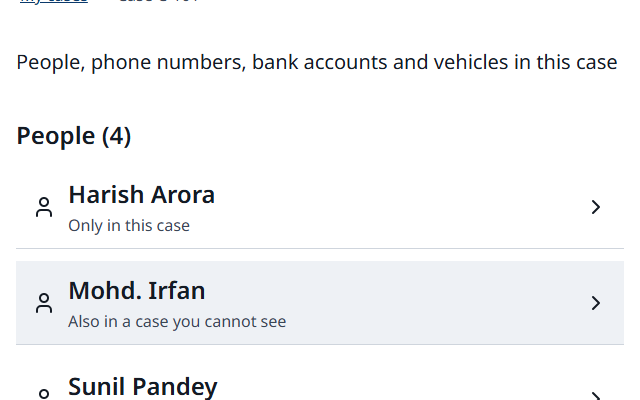 People, phone numbers, bank accounts and vehicles in this case
People (4)
Harish Arora
Only in this case
Mohd. Irfan
Also in a case you cannot see
Sunil Pandey